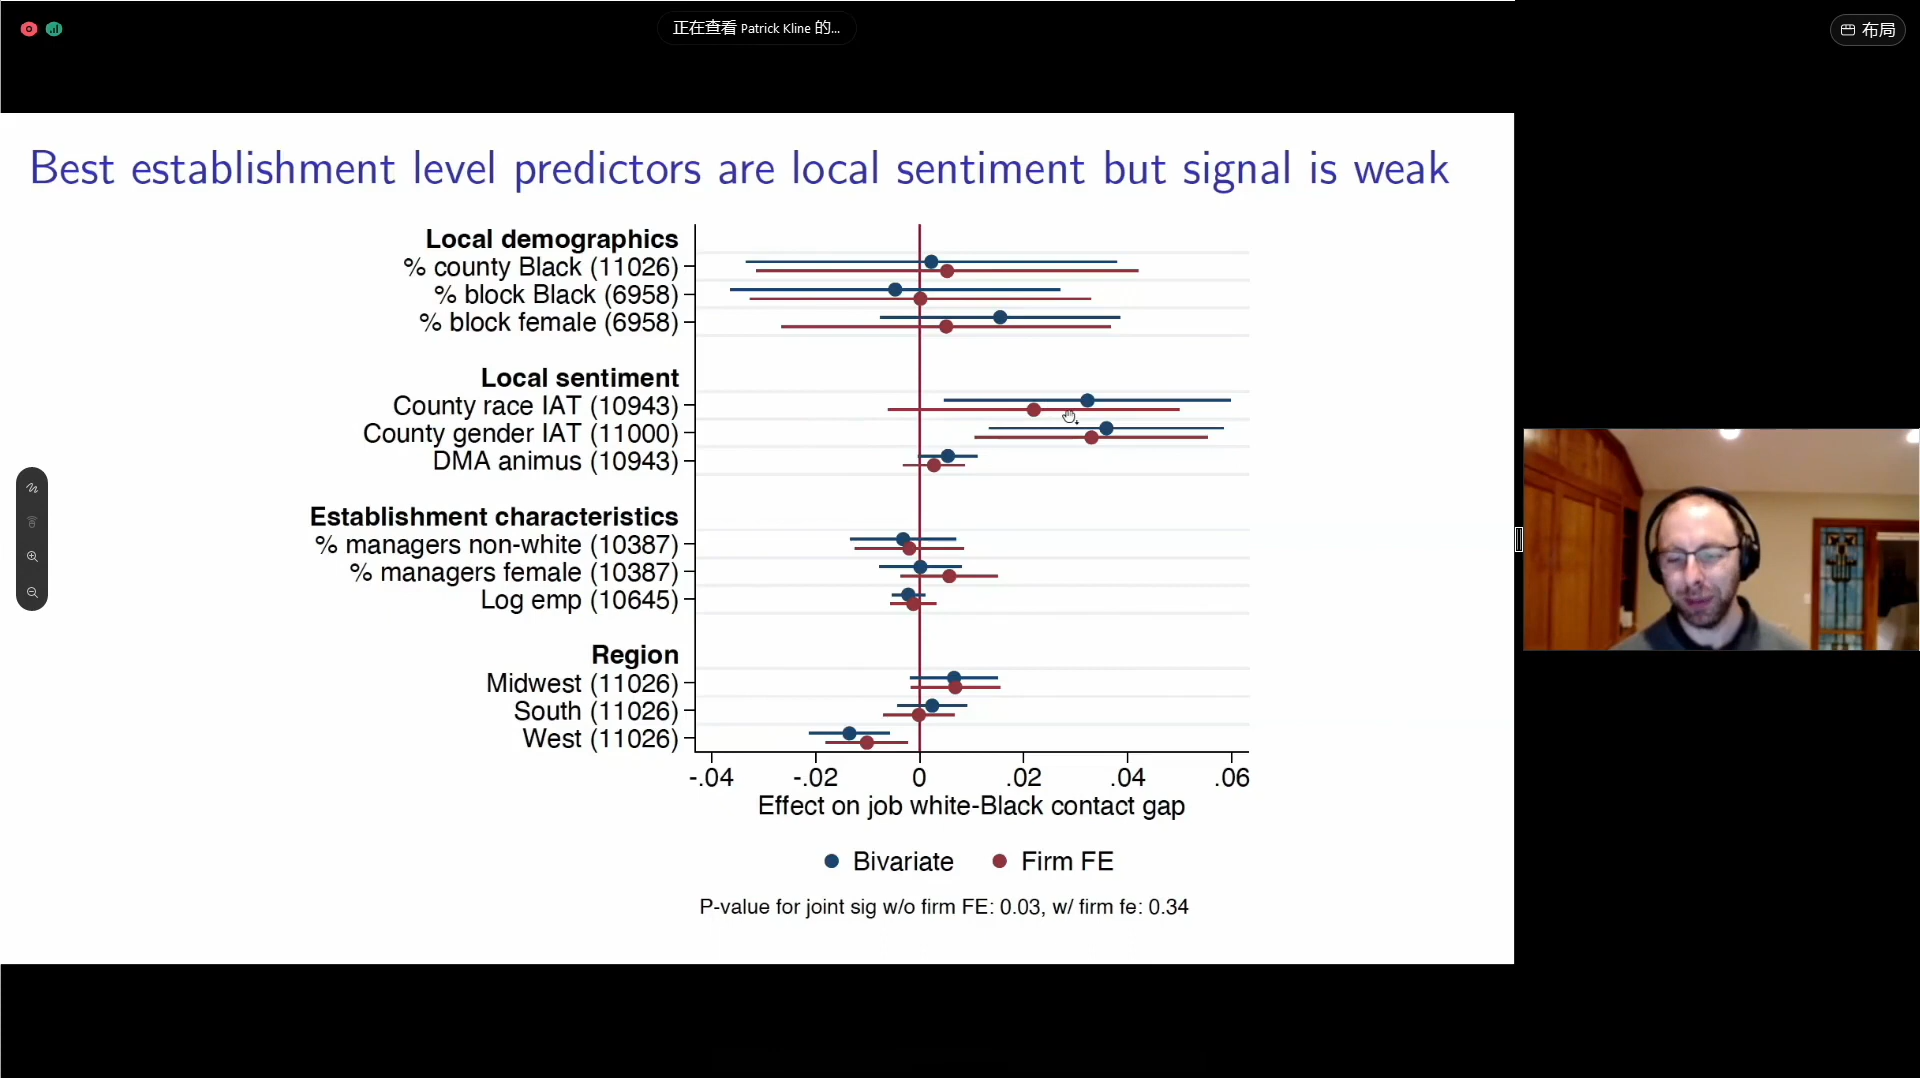 正在查看 Patrick Kline 的...
布局
Best establishment level predictors are local sentiment but signal is weak
Local demographics
% county Black (11026)
% block Black (6958)
% block female (6958)
Local sentiment
County race IAT (10943)
County gender IAT (11000)
DMA animus (10943)
Establishment characteristics
% managers non-white (10387)
% managers female (10387)
Log emp (10645)
Region
Midwest (11026)
South (11026)
West (11026)
-.04 -.02 0 .02 .04 .06
Effect on job white-Black contact gap
Bivariate Firm FE
P-value for joint sig w/o firm FE: 0.03, w/ firm fe: 0.34